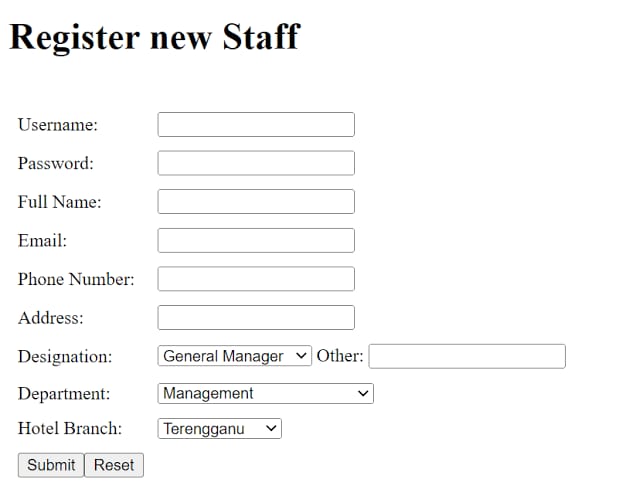 Register new Staff
Username:
Password:
Full Name:
Email:
Phone Number:
Address:
Designation: General Manager Other:
Department: Management
Hotel Branch: Terengganu
Submit Reset